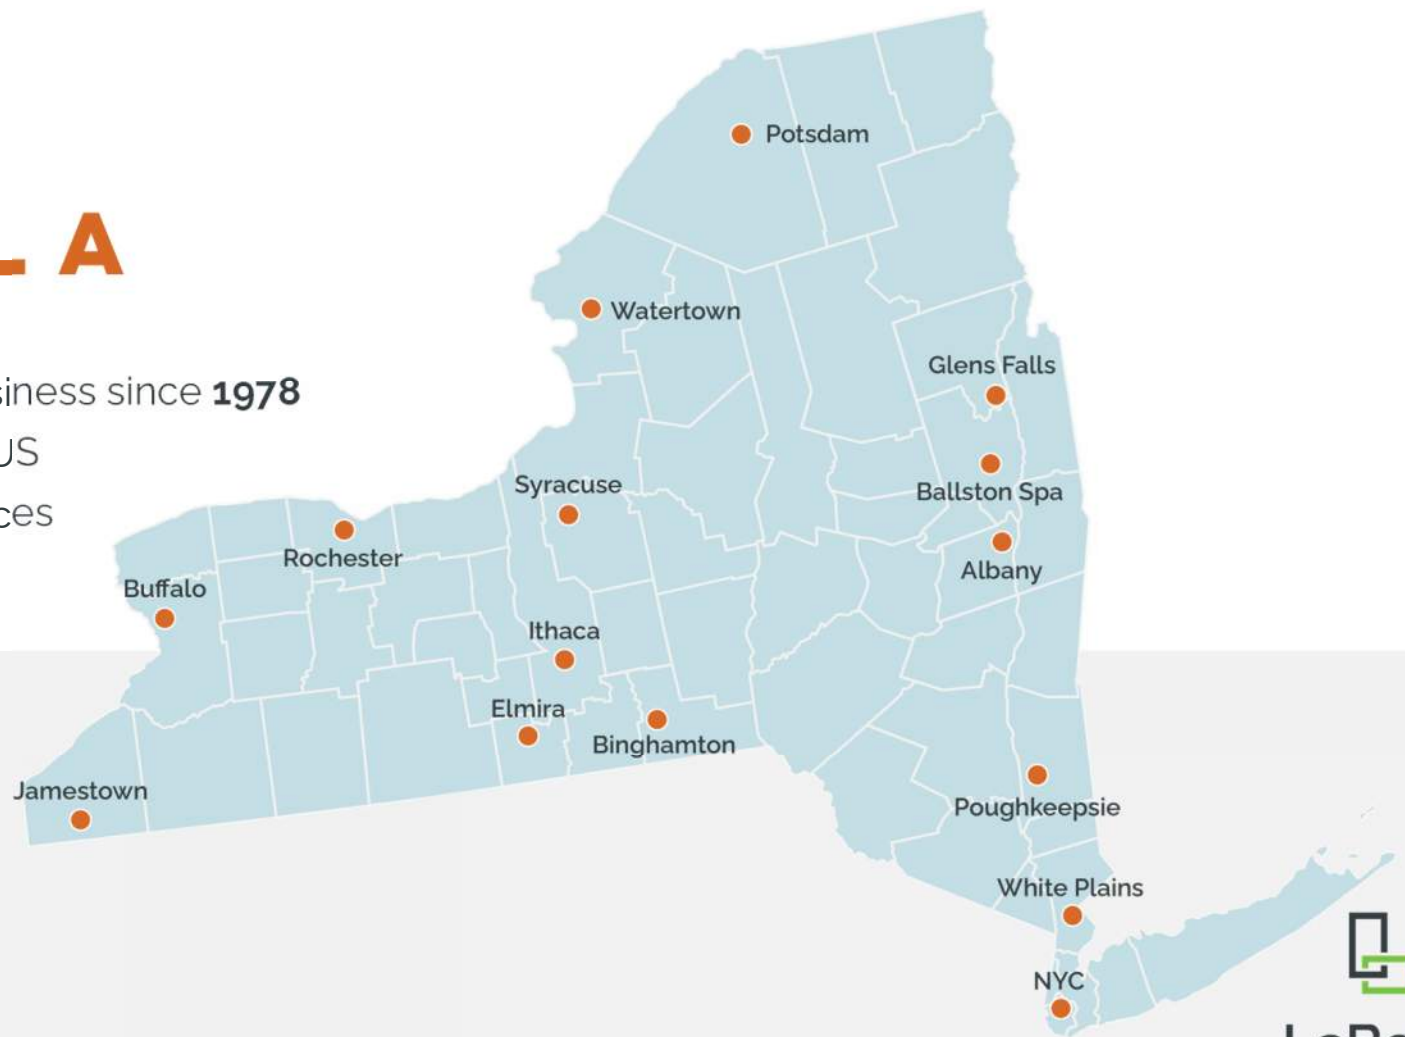 L A
siness since 1978
US
ces
Potsdam
Watertown
Glens Falls
Syracuse
Ballston Spa
Rochester
Albany
Buffalo
Ithaca
Elmira
Binghamton
Jamestown
Poughkeepsie
White Plains
NYC